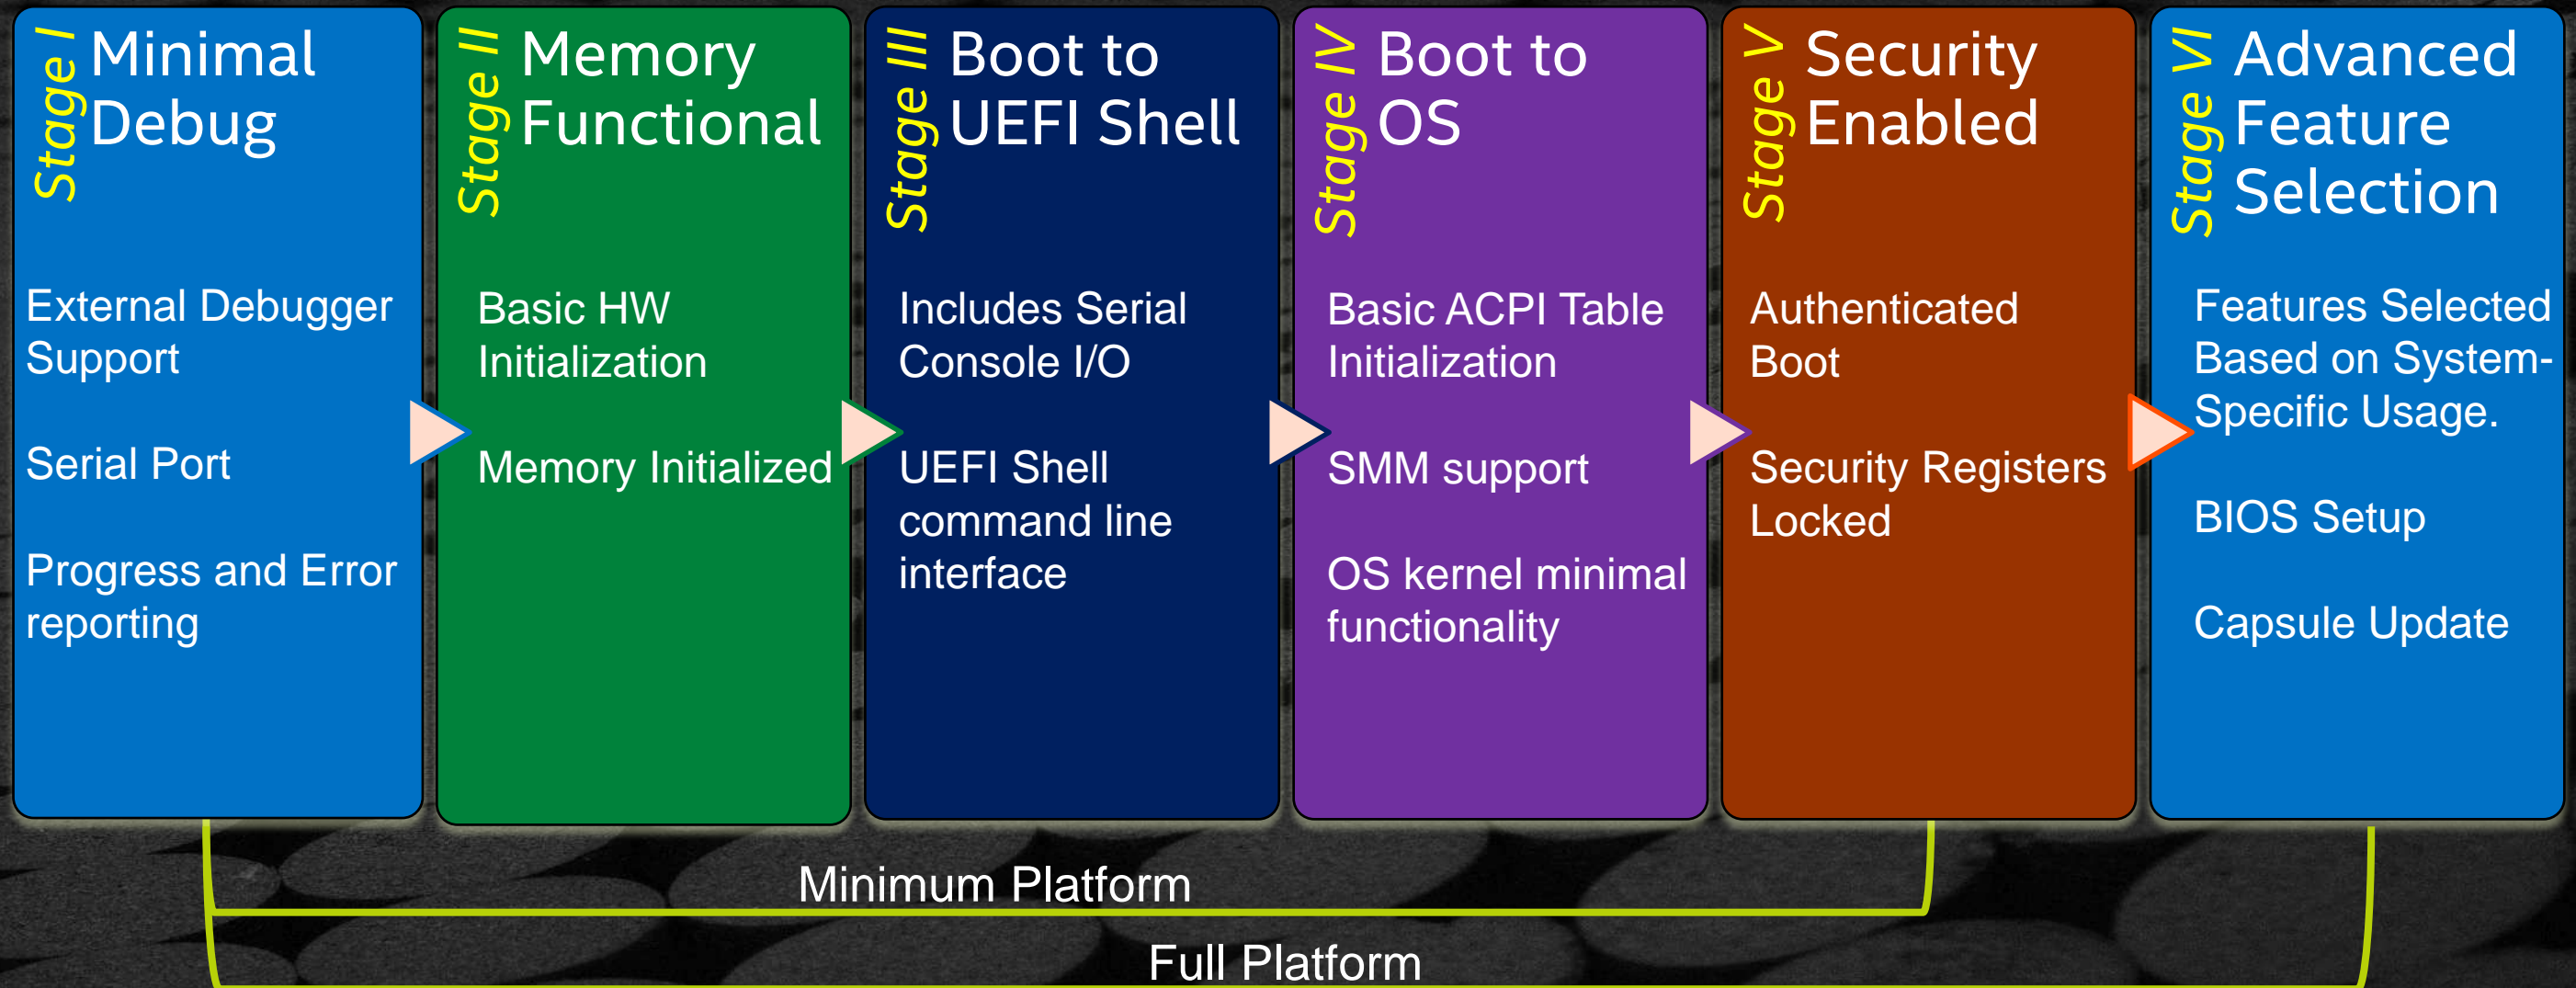 Stage I
Minimal
Debug
External Debugger
Support
Serial Port
Progress and Error
reporting
Stage II
Memory
Functional
Basic HW
Initialization
Memory Initialized
Stage III
Boot to
UEFI Shell
Includes Serial
Console I/O
UEFI Shell
command line
interface
Stage IV
Boot to
OS
Basic ACPI Table
Initialization
SMM support
OS kernel minimal
functionality
Stage V
Security
Enabled
Authenticated
Boot
Security Registers
Locked
Stage VI
Advanced
Feature
Selection
Features Selected
Based on System-
Specific Usage.
BIOS Setup
Capsule Update
Minimum Platform
Full Platform